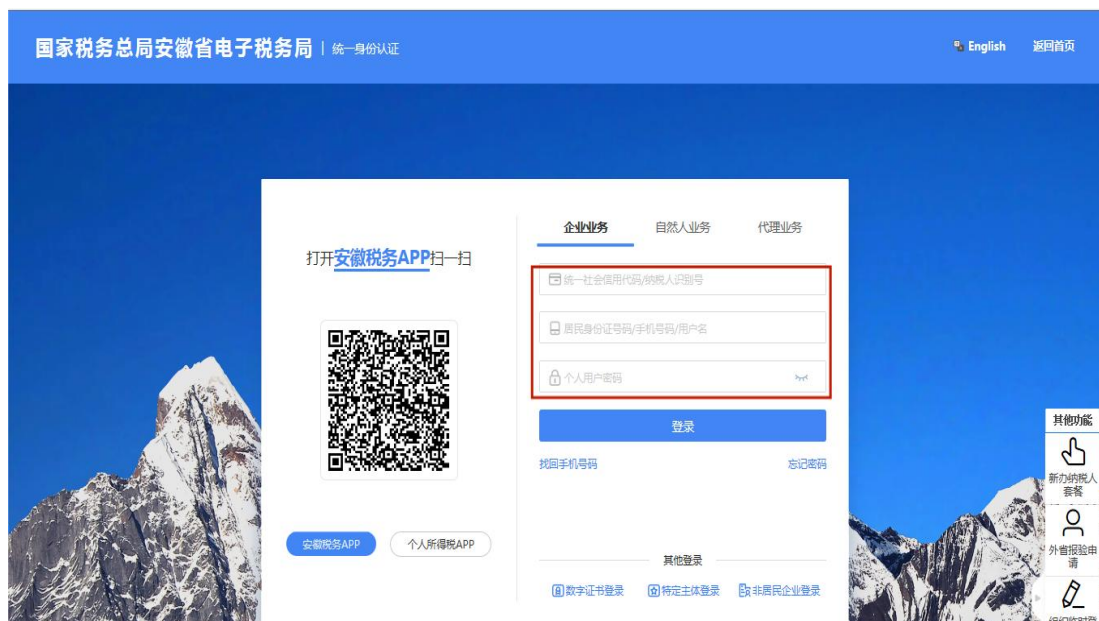 国家税务总局安徽省电子税务局 | 统一身份认证
English 返回首页
企业业务 自然人业务 代理业务
打开安徽税务APP扫一扫
统一社会信用代码/纳税人识别号
居民身份证号码/手机号码/用户名
个人用户密码
登录
找回手机号码 忘记密码
安徽税务APP 个人所得税APP
其他登录
数字证书登录 特定主体登录 非居民企业登录
其他功能
新办纳税人
套餐
外省报验申
请
组织临时登